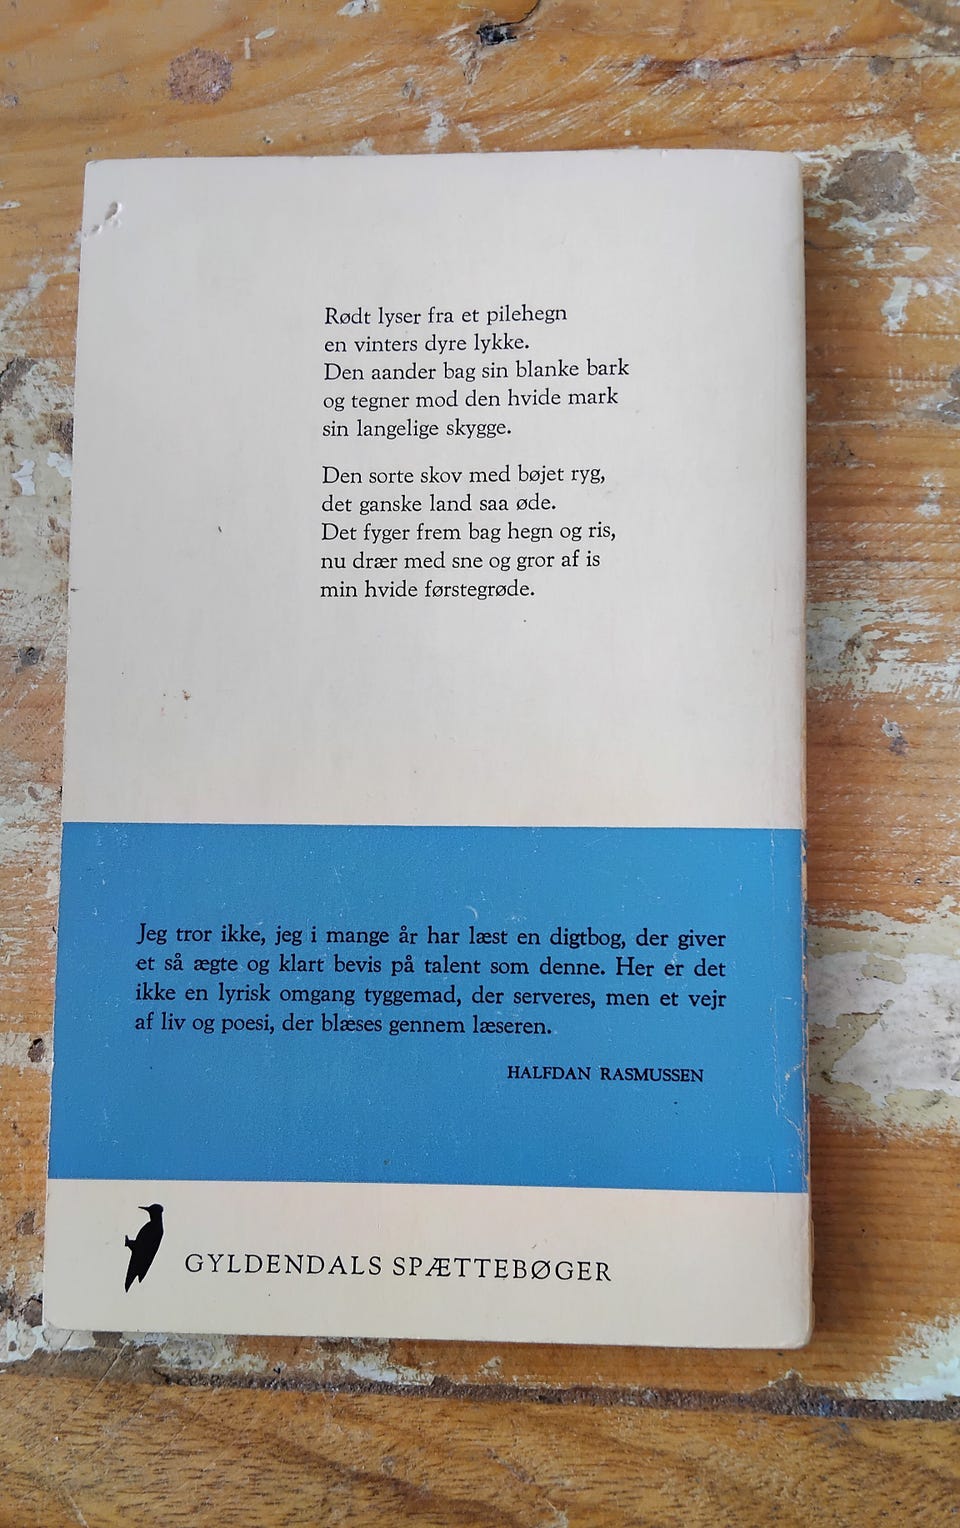 Rødt lyser fra et pilehegn
en vinters dyre lykke.
Den aander bag sin blanke bark
og tegner mod den hvide mark
sin langelige skygge.
Den sorte skov med bøjet ryg,
det ganske land saa øde.
Det fyger frem bag hegn og ris,
nu drær med sne og gror af is
min hvide førstegrøde.
Jeg tror ikke, jeg i mange år har læst en digtbog, der giver
et så ægte og klart bevis på talent som denne. Her er det
ikke en lyrisk omgang tyggemad, der serveres, men et vejr
af liv og poesi, der blæses gennem læseren.
HALFDAN RASMUSSEN
GYLDENDALS SPÆTTEBØGER